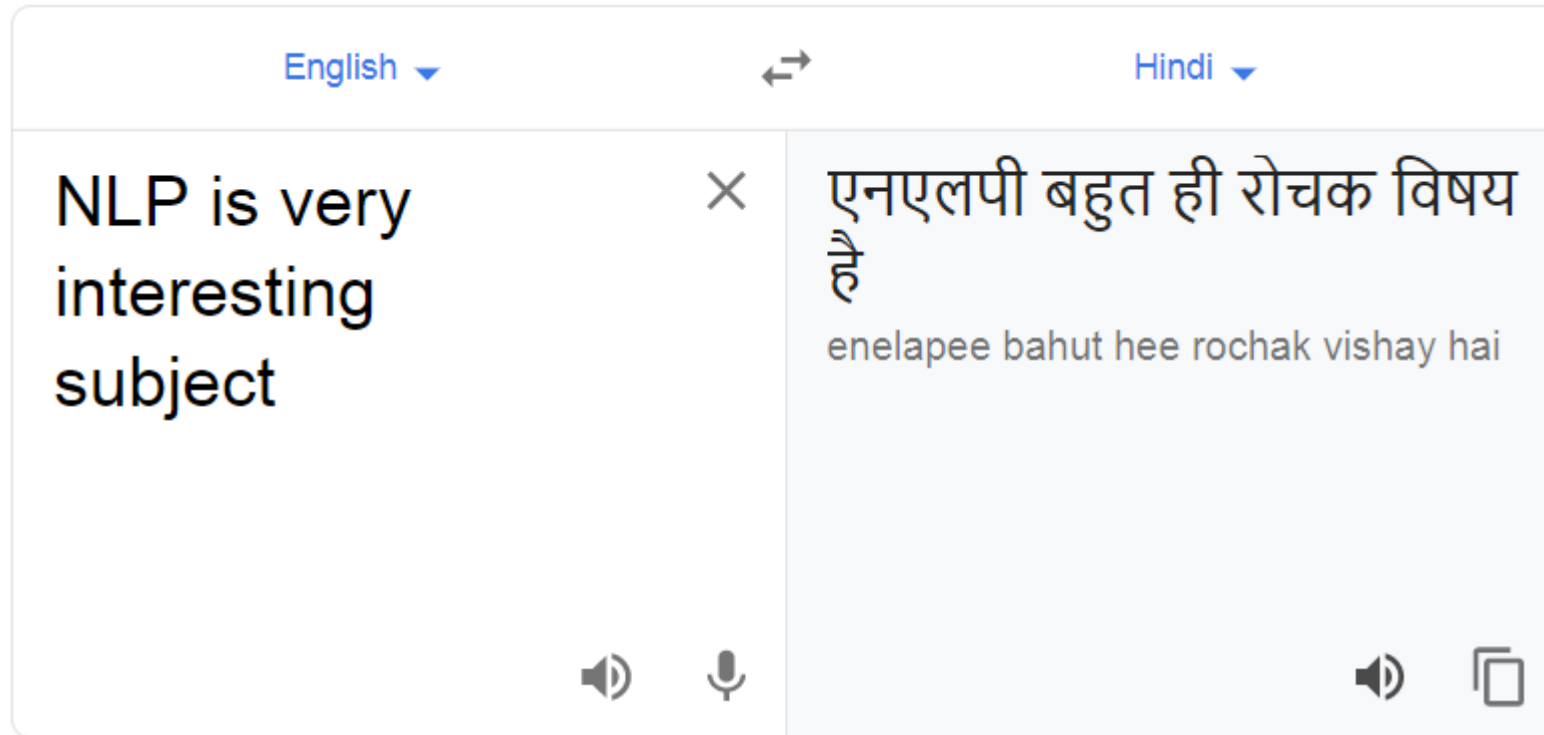 English
Hindi
NLP is very
interesting
subject
एनएलपी बहुत ही रोचक विषय
है
enelapee bahut hee rochak vishay hai